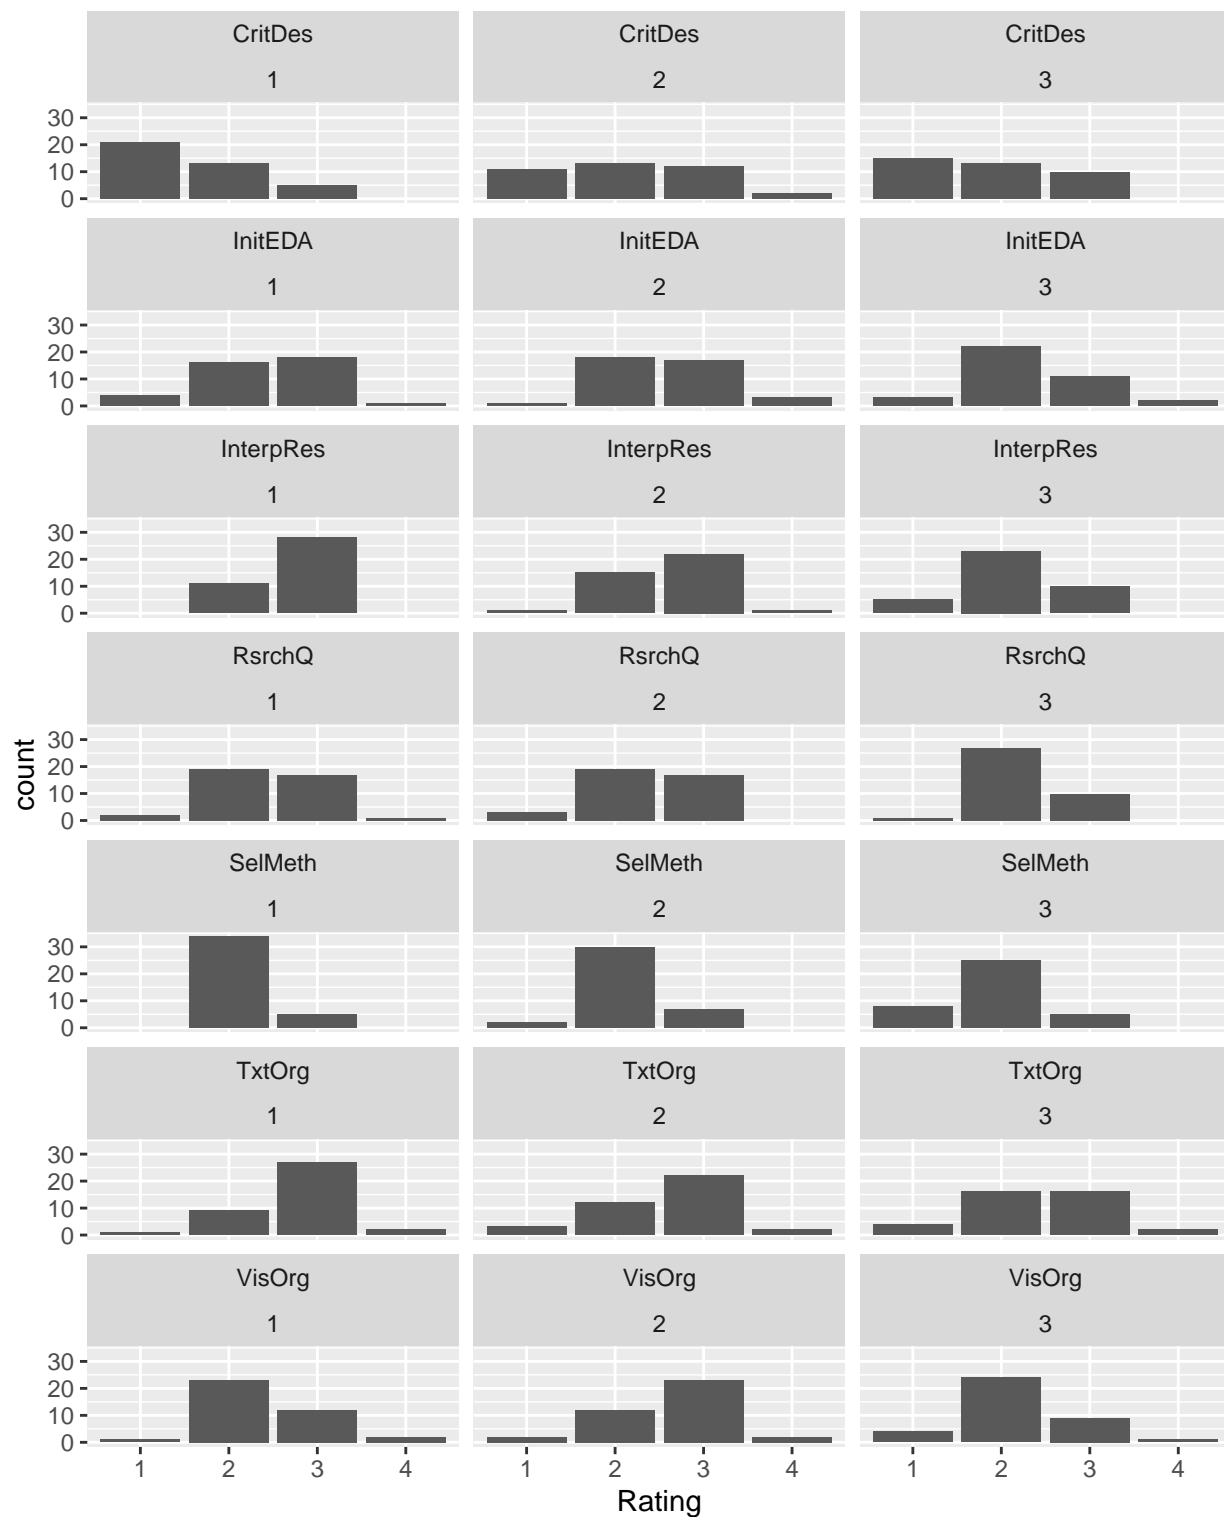 CritDes CritDes CritDes
1 2 3
30
20
10
0
InitEDA InitEDA InitEDA
1 2 3
30
20
10
0
InterpRes InterpRes InterpRes
1 2 3
30
20
10
0
RsrchQ RsrchQ RsrchQ
1 2 3
30
20
10
0
count
SelMeth SelMeth SelMeth
1 2 3
30
20
10
0
TxtOrg TxtOrg TxtOrg
1 2 3
30
20
10
0
VisOrg VisOrg VisOrg
1 2 3
30
20
10
0
1 2 3 4 1 2 3 4 1 2 3 4
Rating